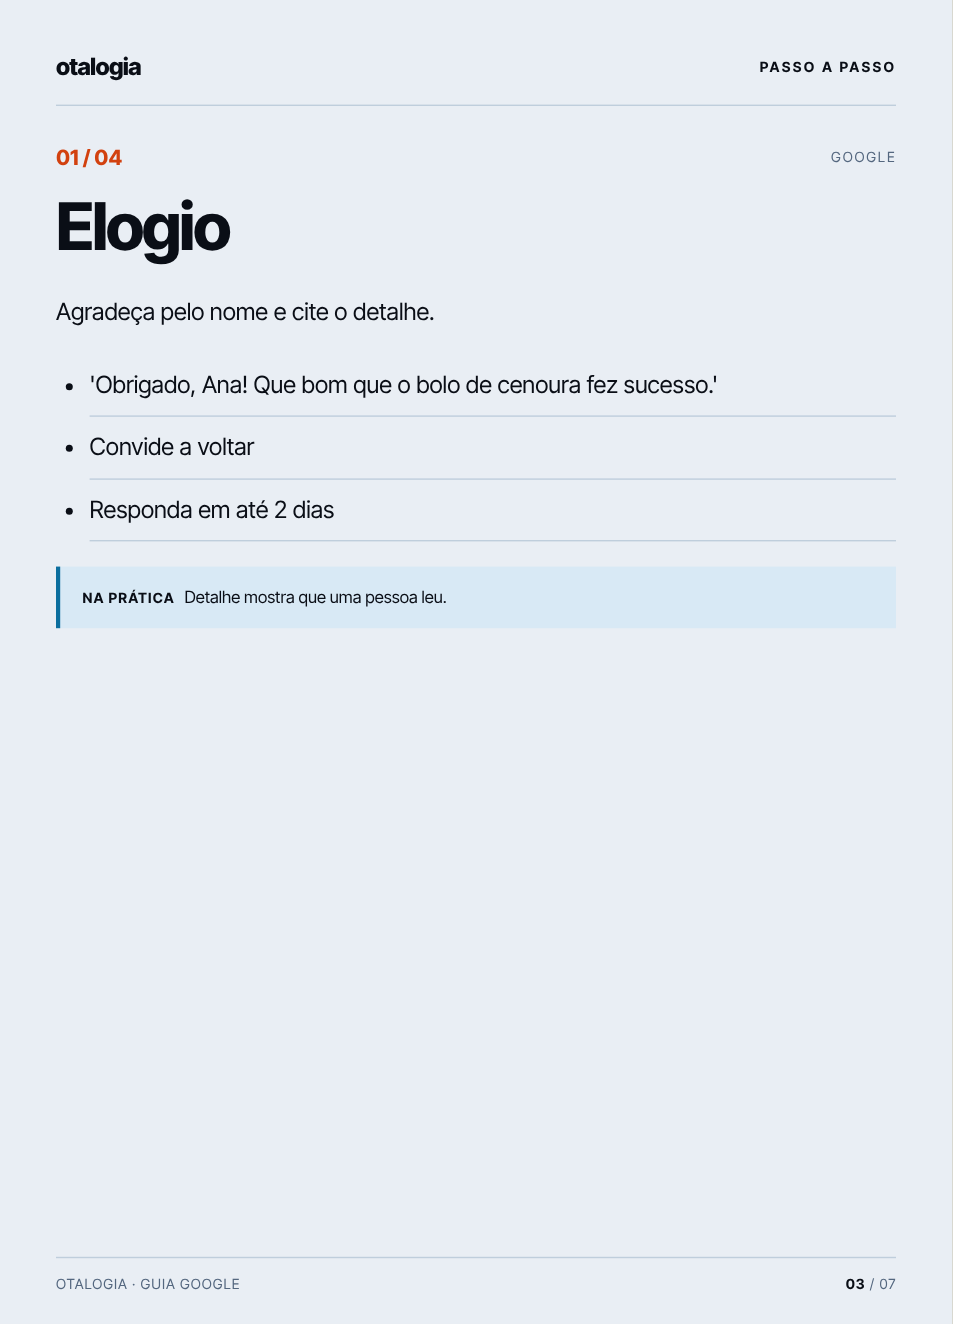 otalogia
PASSO A PASSO
01 / 04
GOOGLE
Elogio
Agradeça pelo nome e cite o detalhe.
• 'Obrigado, Ana! Que bom que o bolo de cenoura fez sucesso.'
• Convide a voltar
• Responda em até 2 dias
NA PRÁTICA Detalhe mostra que uma pessoa leu.
OTALOGIA · GUIA GOOGLE
03 / 07